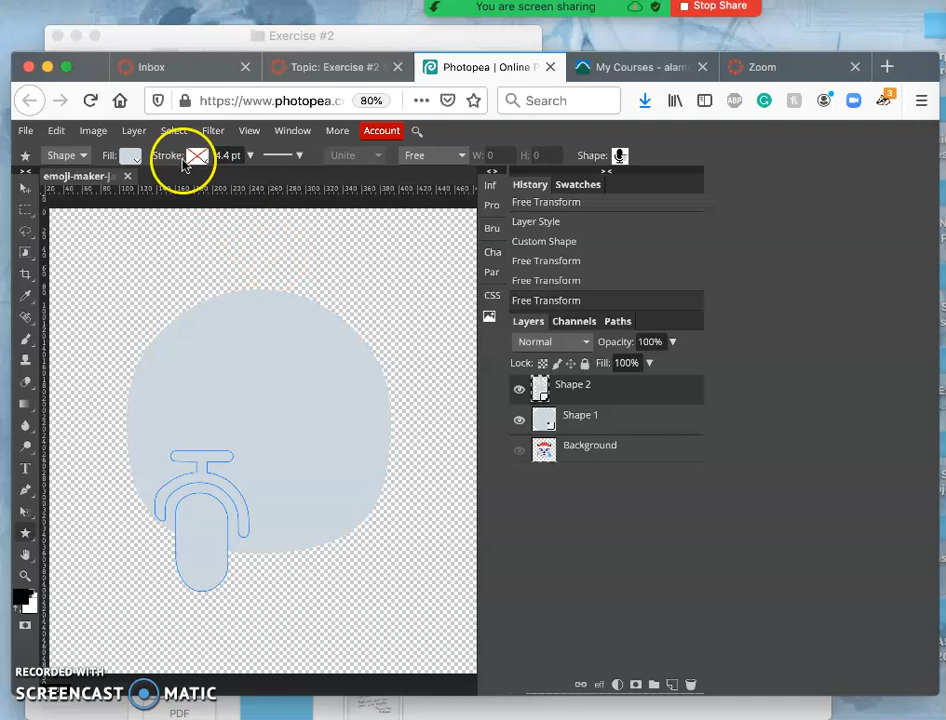 You are screen sharing
Stop Share
Exercise #2
Inbox
Topic: Exercise #2
Photopea | Online P
My Courses - alam
Zoom
https://www.photopea.c
80%
Search
ABP
File Edit Image Layer Select Filter View Window More Account
Shape Fill: Stroke: 4.4 pt Unite Free W: 0 H: 0 Shape:
emoji-maker-j
Inf
Pro
Bru
Cha
Par
CSS
History Swatches
Free Transform
Layer Style
Custom Shape
Free Transform
Free Transform
Free Transform
Layers Channels Paths
Normal Opacity: 100%
Lock: Fill: 100%
Shape 2
Shape 1
Background
eff
RECORDED WITH
SCREENCAST MATIC
PDF